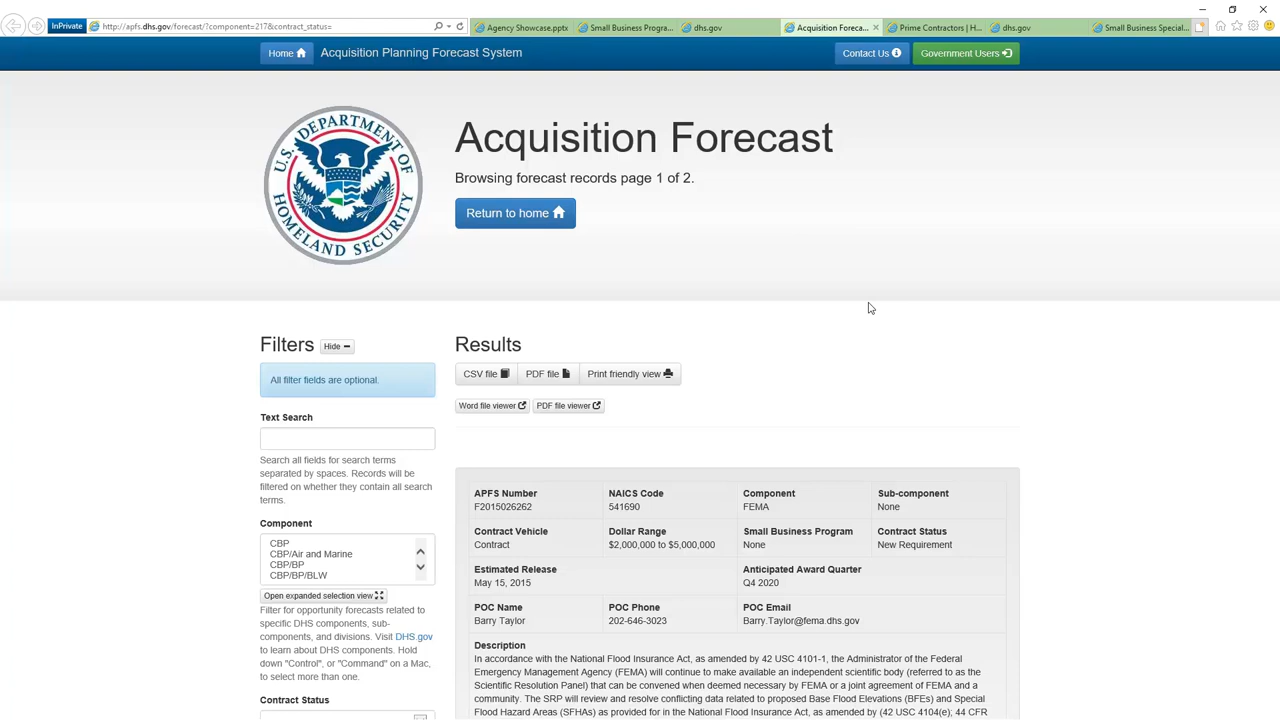 InPrivate
http://apfs.dhs.gov/forecast/?component=217&contract_status=
Agency Showcase.pptx
Small Business Progra...
dhs.gov
Acquisition Foreca...
Prime Contractors | H...
dhs.gov
Small Business Special...
Home
Acquisition Planning Forecast System
Contact Us
Government Users
U.S. DEPARTMENT OF
HOMELAND SECURITY
Acquisition Forecast
Browsing forecast records page 1 of 2.
Return to home
Filters
Hide
All filter fields are optional.
Text Search
Search all fields for search terms
separated by spaces. Records will be
filtered on whether they contain all search
terms.
Component
CBP
CBP/Air and Marine
CBP/BP
CBP/BP/BLW
Open expanded selection view
Filter for opportunity forecasts related to
specific DHS components, sub-
components, and divisions. Visit DHS.gov
to learn about DHS components. Hold
down "Control", or "Command" on a Mac,
to select more than one.
Contract Status
Results
CSV file
PDF file
Print friendly view
Word file viewer
PDF file viewer
APFS Number
NAICS Code
Component
Sub-component
F2015026262
541690
FEMA
None
Contract Vehicle
Dollar Range
Small Business Program
Contract Status
Contract
$2,000,000 to $5,000,000
None
New Requirement
Estimated Release
Anticipated Award Quarter
May 15, 2015
Q4 2020
POC Name
POC Phone
POC Email
Barry Taylor
202-646-3023
Barry.Taylor@fema.dhs.gov
Description
In accordance with the National Flood Insurance Act, as amended by 42 USC 4101-1, the Administrator of the Federal
Emergency Management Agency (FEMA) will continue to make available an independent scientific body (referred to as the
Scientific Resolution Panel) that can be convened when deemed necessary by FEMA or a joint agreement of FEMA and a
community. The SRP will review and resolve conflicting data related to proposed Base Flood Elevations (BFEs) and Special
Flood Hazard Areas (SFHAs) as provided for in the National Flood Insurance Act, as amended by (42 USC 4104(e); 44 CFR